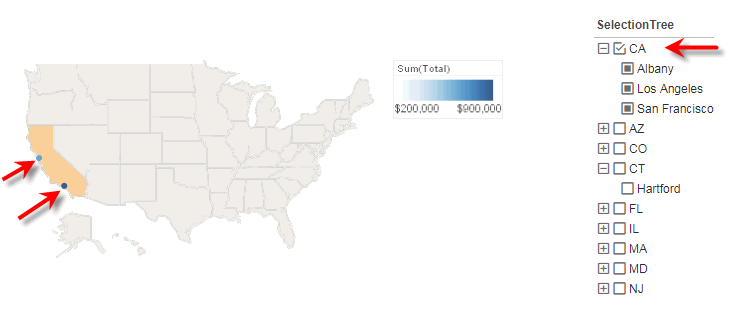 Sum(Total)
$200,000 $900,000
SelectionTree
CA
Albany
Los Angeles
San Francisco
AZ
CO
CT
Hartford
FL
IL
MA
MD
NJ